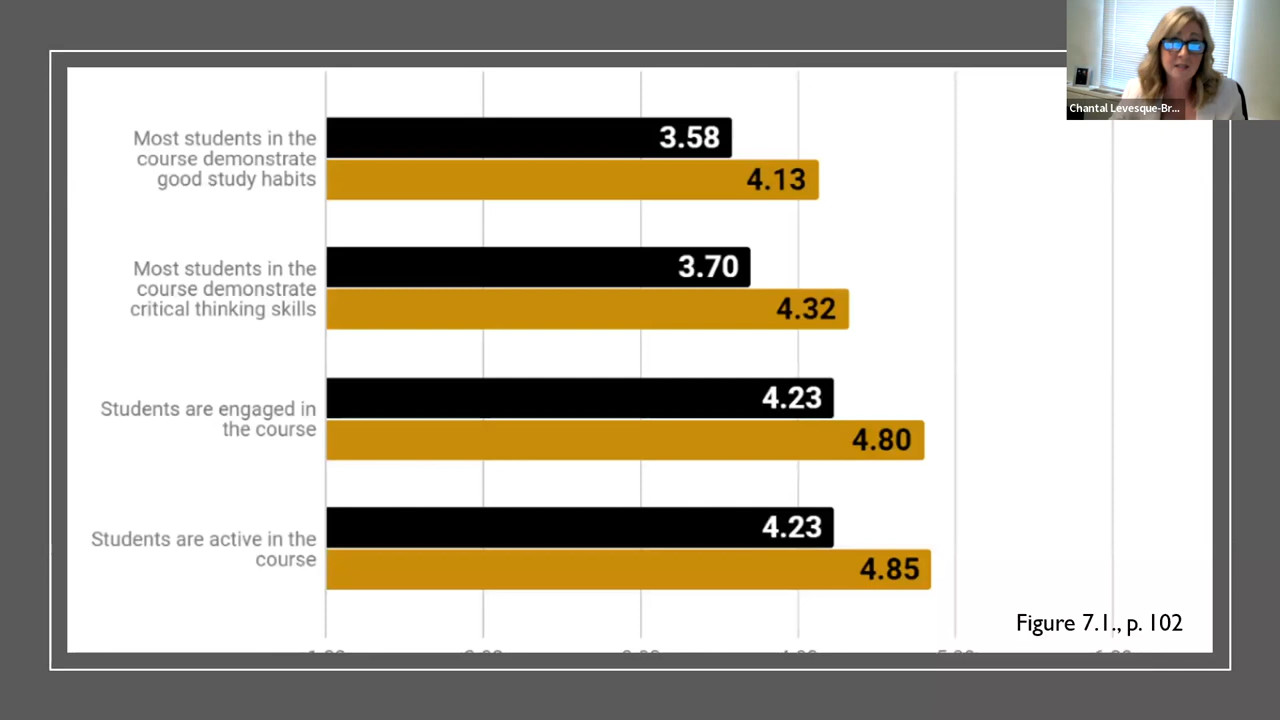 Chantal Levesque-Br...
Most students in the
course demonstrate
good study habits
3.58
4.13
Most students in the
course demonstrate
critical thinking skills
3.70
4.32
Students are engaged in
the course
4.23
4.80
Students are active in the
course
4.23
4.85
Figure 7.1., p. 102